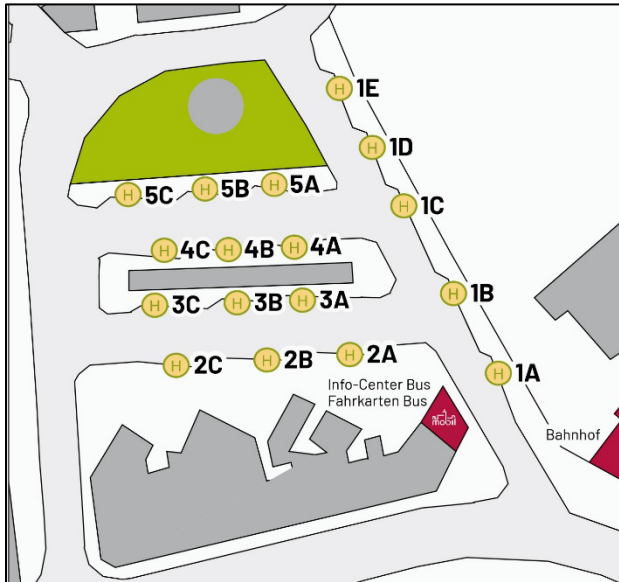 H 1E
H 1D
H 5C
H 5B
H 5A
H 1C
H 4C
H 4B
H 4A
H 3C
H 3B
H 3A
H 1B
H 2C
H 2B
H 2A
H 1A
Info-Center Bus
Fahrkarten Bus
mobil
Bahnhof